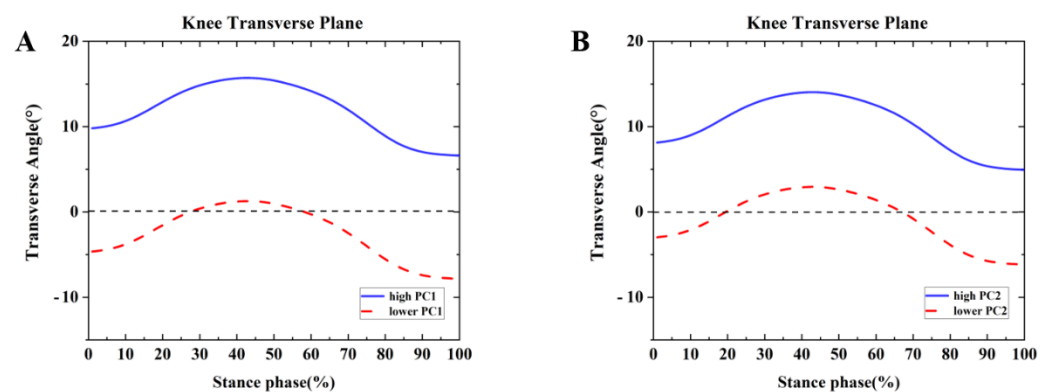 A
Knee Transverse Plane
Transverse Angle(°)
20
10
0
-10
high PC1
lower PC1
0 10 20 30 40 50 60 70 80 90 100
Stance phase(%)
B
Knee Transverse Plane
Transverse Angle(°)
20
10
0
-10
high PC2
lower PC2
0 10 20 30 40 50 60 70 80 90 100
Stance phase(%)